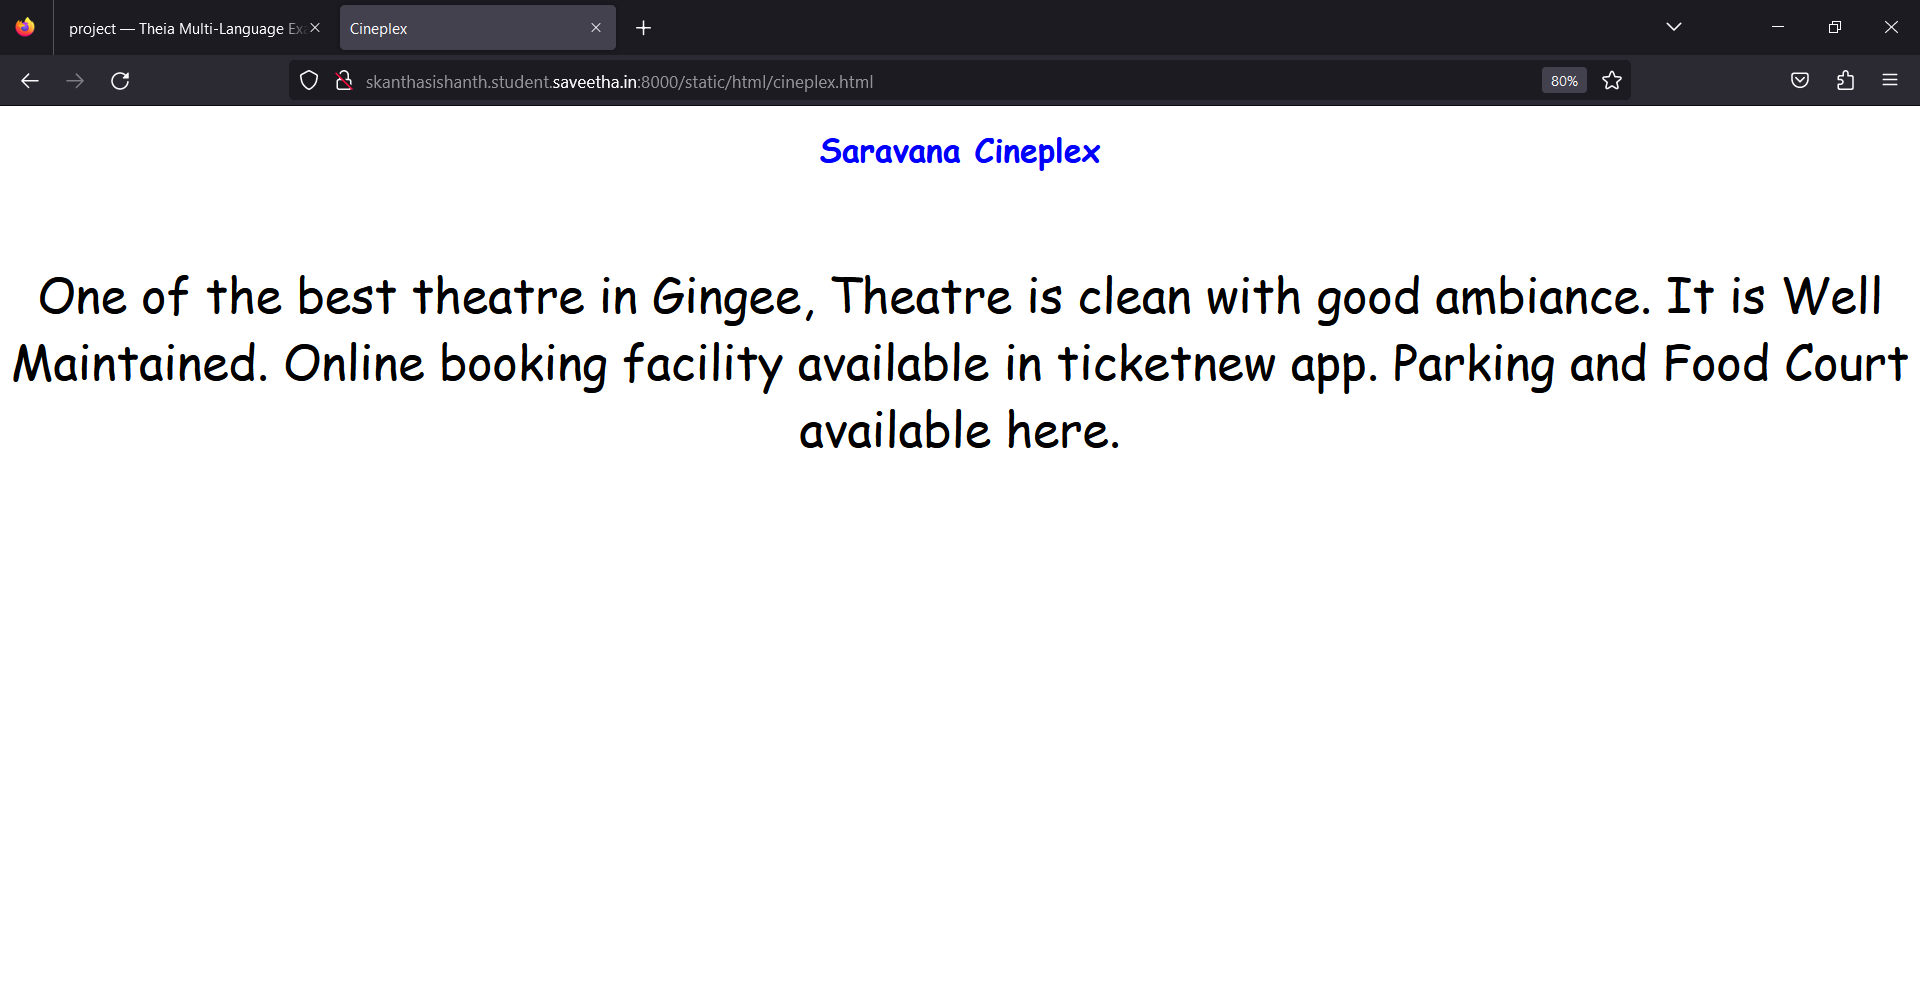 project — Theia Multi-Language Ex
Cineplex
skanthasishanth.student.saveetha.in:8000/static/html/cineplex.html
80%
Saravana Cineplex
One of the best theatre in Gingee, Theatre is clean with good ambiance. It is Well
Maintained. Online booking facility available in ticketnew app. Parking and Food Court
available here.